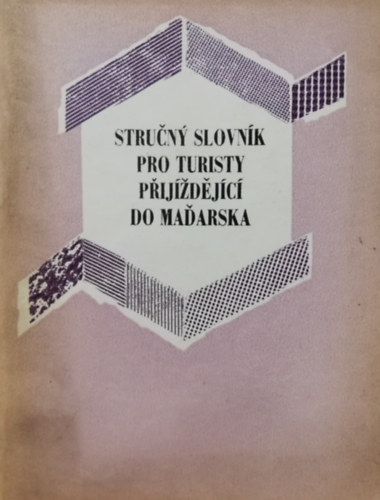 STRUČNÝ SLOVNÍK
PRO TURISTY
PŘIJÍŽDĚJÍCÍ
DO MAĎARSKA